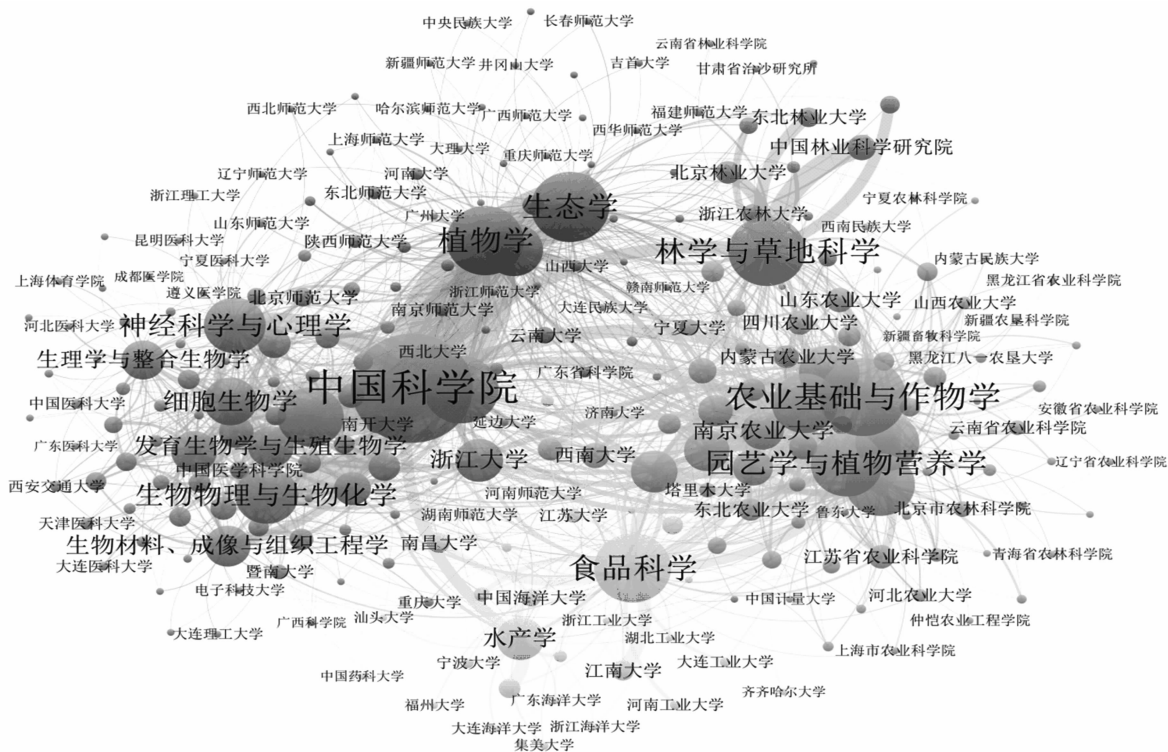 中央民族大学
长春师范大学
云南省林业科学院
新疆师范大学
井冈山大学
吉首大学
甘肃省治沙研究所
西北师范大学
哈尔滨师范大学
广西师范大学
福建师范大学
东北林业大学
西华师范大学
上海师范大学
大理大学
重庆师范大学
中国林业科学研究院
辽宁师范大学
河南大学
北京林业大学
浙江理工大学
东北师范大学
生态学
宁夏农林科学院
山东师范大学
广州大学
浙江农林大学
西南民族大学
昆明医科大学
陕西师范大学
植物学
林学与草地科学
宁夏医科大学
山西大学
内蒙古民族大学
上海体育学院
成都医学院
遵义医学院
北京师范大学
浙江师范大学
赣南师范大学
黑龙江省农业科学院
南京师范大学
大连民族大学
山东农业大学
山西农业大学
河北医科大学
神经科学与心理学
云南大学
宁夏大学
四川农业大学
新疆农垦科学院
新疆畜牧科学院
生理学与整合生物学
西北大学
广东省科学院
内蒙古农业大学
黑龙江八一农垦大学
中国科学院
中国医科大学
细胞生物学
农业基础与作物学
安徽省农业科学院
南开大学
延边大学
济南大学
南京农业大学
云南省农业科学院
广东医科大学
发育生物学与生殖生物学
浙江大学
西南大学
园艺学与植物营养学
辽宁省农业科学院
中国医学科学院
西安交通大学
生物物理与生物化学
河南师范大学
塔里木大学
湖南师范大学
江苏大学
东北农业大学
鲁东大学
北京市农林科学院
天津医科大学
生物材料、成像与组织工程学
南昌大学
江苏省农业科学院
青海省农林科学院
大连医科大学
暨南大学
食品科学
电子科技大学
重庆大学
中国海洋大学
中国计量大学
河北农业大学
广西科学院
汕头大学
浙江工业大学
仲恺农业工程学院
大连理工大学
水产学
湖北工业大学
上海市农业科学院
宁波大学
江南大学
大连工业大学
中国药科大学
齐齐哈尔大学
福州大学
广东海洋大学
河南工业大学
大连海洋大学
浙江海洋大学
集美大学